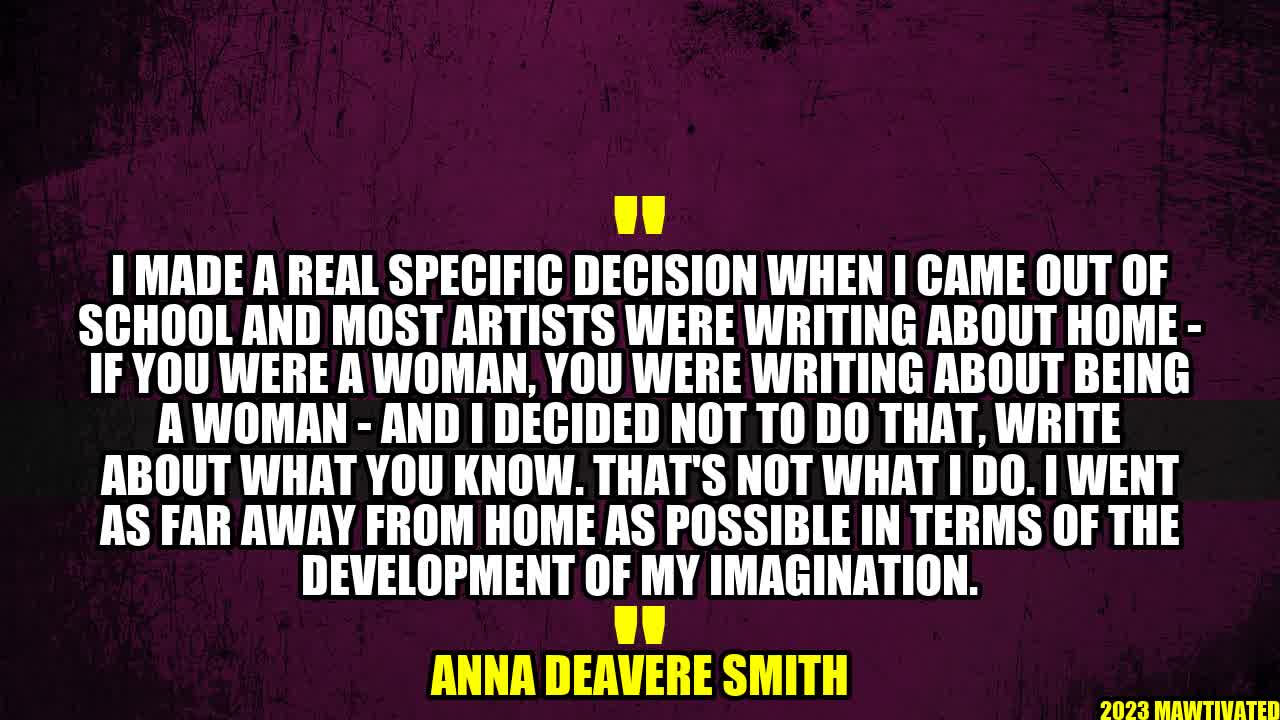 "
I MADE A REAL SPECIFIC DECISION WHEN I CAME OUT OF
SCHOOL AND MOST ARTISTS WERE WRITING ABOUT HOME -
IF YOU WERE A WOMAN, YOU WERE WRITING ABOUT BEING
A WOMAN - AND I DECIDED NOT TO DO THAT, WRITE
ABOUT WHAT YOU KNOW. THAT'S NOT WHAT I DO. I WENT
AS FAR AWAY FROM HOME AS POSSIBLE IN TERMS OF THE
DEVELOPMENT OF MY IMAGINATION.
"
ANNA DEAVERE SMITH
2023 MAWTIVATED